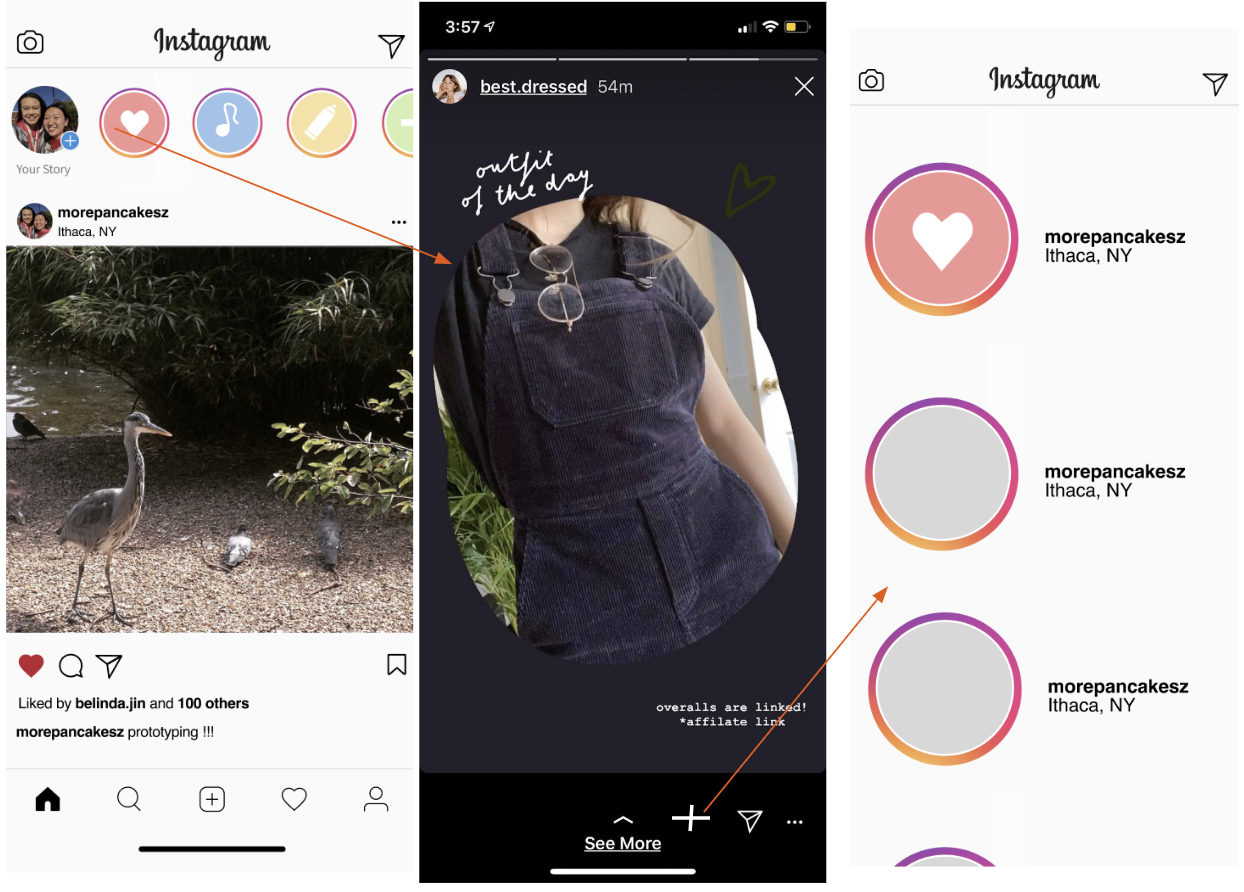 Instagram
Your Story
morepancakesz
Ithaca, NY
Liked by belinda.jin and 100 others
morepancakesz prototyping !!!
3:57
best.dressed 54m
outfit
of the day
overalls are linked!
*affilate link
See More
Instagram
morepancakesz
Ithaca, NY
morepancakesz
Ithaca, NY
morepancakesz
Ithaca, NY